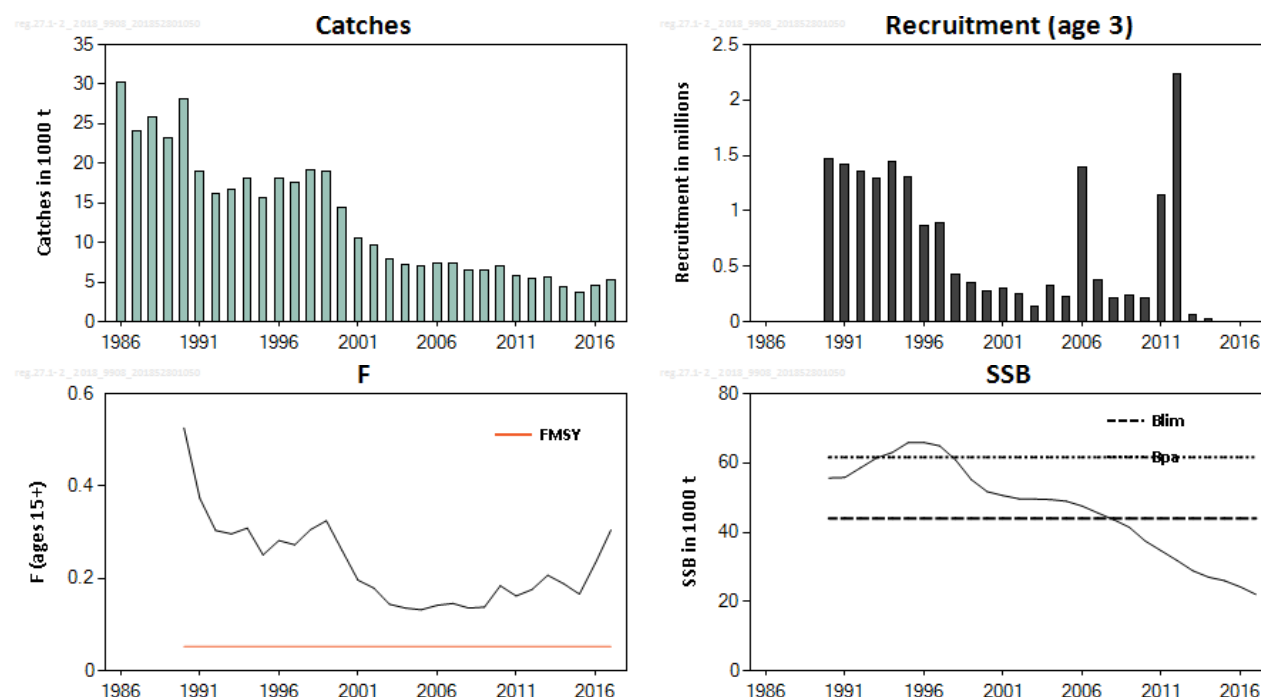 reg.27.1-2_2018_9908_201852801050
Catches
35
30
25
20
15
10
5
0
Catches in 1000 t
1986 1991 1996 2001 2006 2011 2016
reg.27.1-2_2018_9908_201852801050
Recruitment (age 3)
2.5
2
1.5
1
0.5
0
Recruitment in millions
1986 1991 1996 2001 2006 2011 2016
reg.27.1-2_2018_9908_201852801050
F
0.6
0.4
0.2
0
F (ages 15+)
FMSY
1986 1991 1996 2001 2006 2011 2016
reg.27.1-2_2018_9908_201852801050
SSB
80
60
40
20
0
SSB in 1000 t
Blim
Bpa
1986 1991 1996 2001 2006 2011 2016